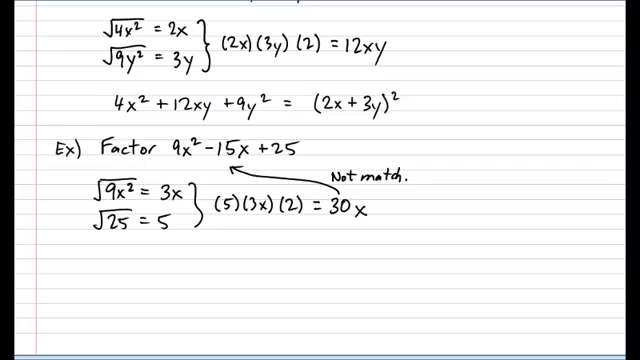 √4x² = 2x
√9y² = 3y } (2x)(3y)(2) = 12xy
4x² + 12xy + 9y² = (2x + 3y)²
Ex) Factor 9x² - 15x + 25
Not match.
√9x² = 3x
√25 = 5 } (5)(3x)(2) = 30x